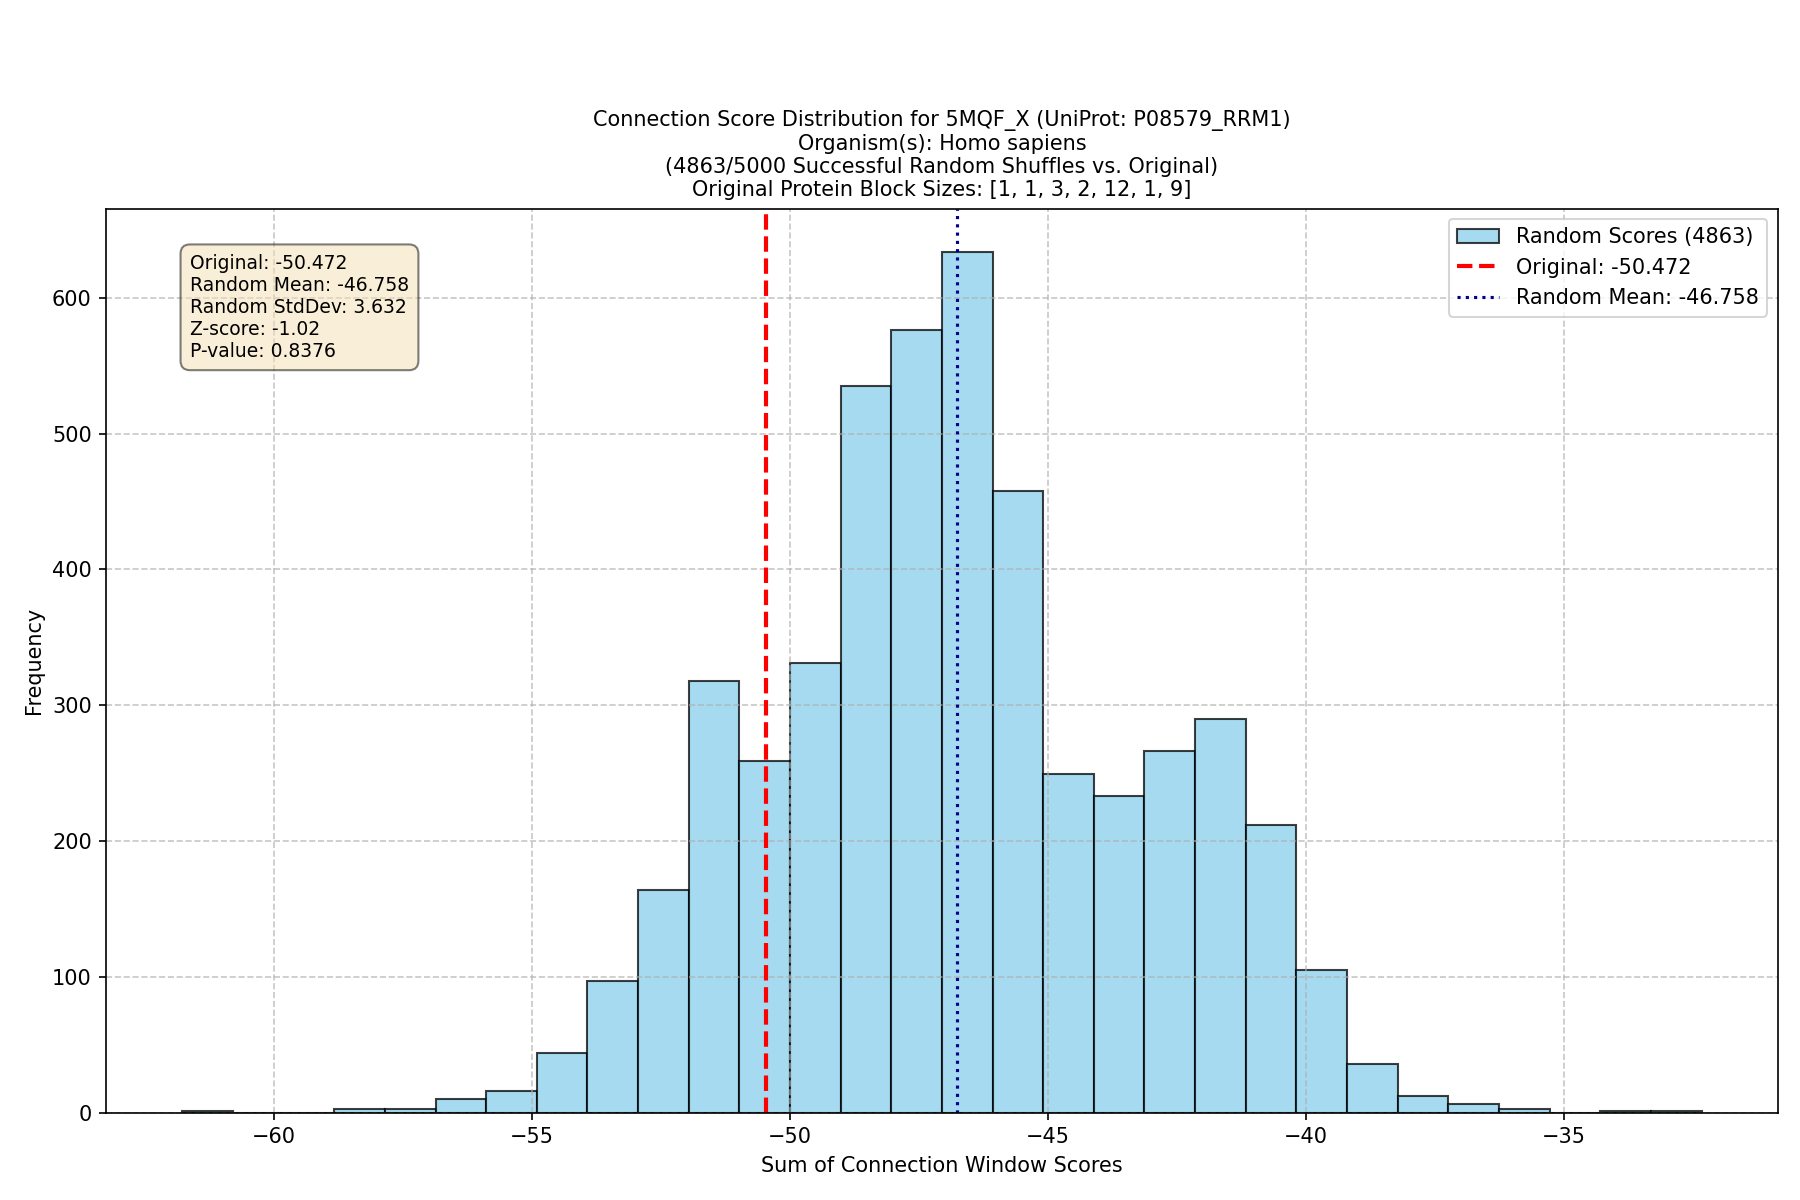 Connection Score Distribution for 5MQF_X (UniProt: P08579_RRM1)
Organism(s): Homo sapiens
(4863/5000 Successful Random Shuffles vs. Original)
Original Protein Block Sizes: [1, 1, 3, 2, 12, 1, 9]
Original: -50.472
Random Mean: -46.758
Random StdDev: 3.632
Z-score: -1.02
P-value: 0.8376
Random Scores (4863)
Original: -50.472
Random Mean: -46.758
Frequency
600
500
400
300
200
100
0
−60
−55
−50
−45
−40
−35
Sum of Connection Window Scores